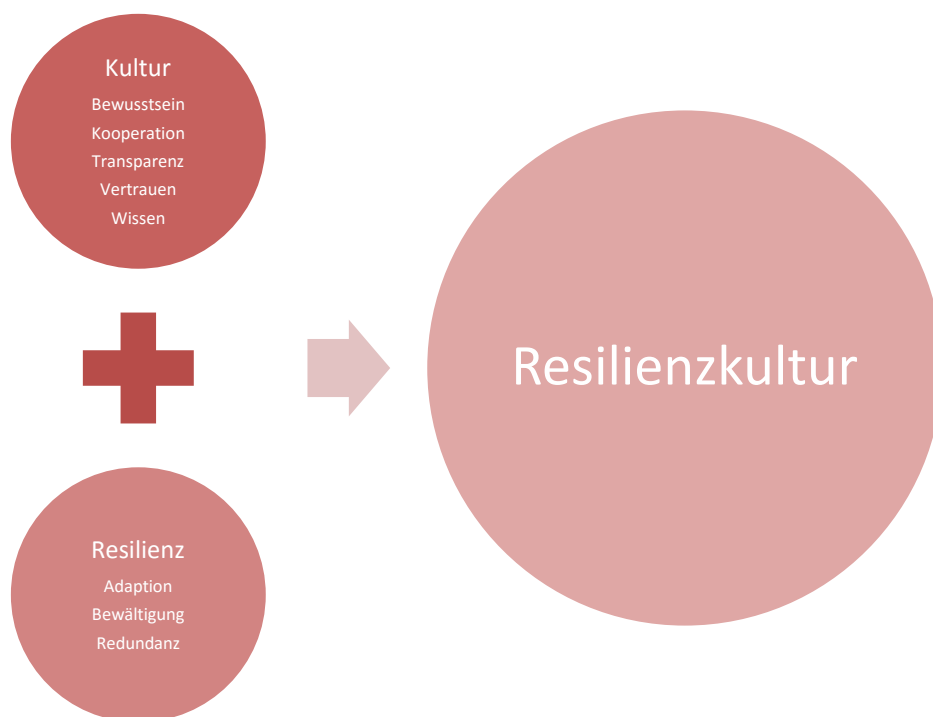 Kultur
Bewusstsein
Kooperation
Transparenz
Vertrauen
Wissen
Resilienz
Adaption
Bewältigung
Redundanz
Resilienzkultur